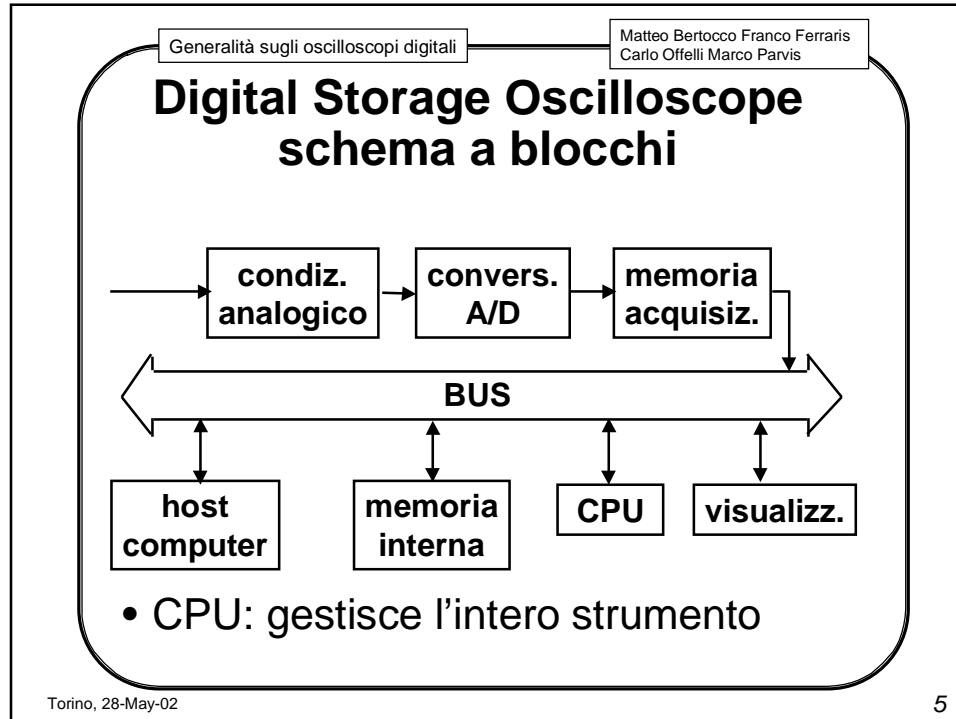 Generalità sugli oscilloscopi digitali
Matteo Bertocco Franco Ferraris
Carlo Offelli Marco Parvis
Digital Storage Oscilloscope
schema a blocchi
condiz.
analogico
convers.
A/D
memoria
acquisiz.
BUS
host
computer
memoria
interna
CPU
visualizz.
• CPU: gestisce l’intero strumento
Torino, 28-May-02
5